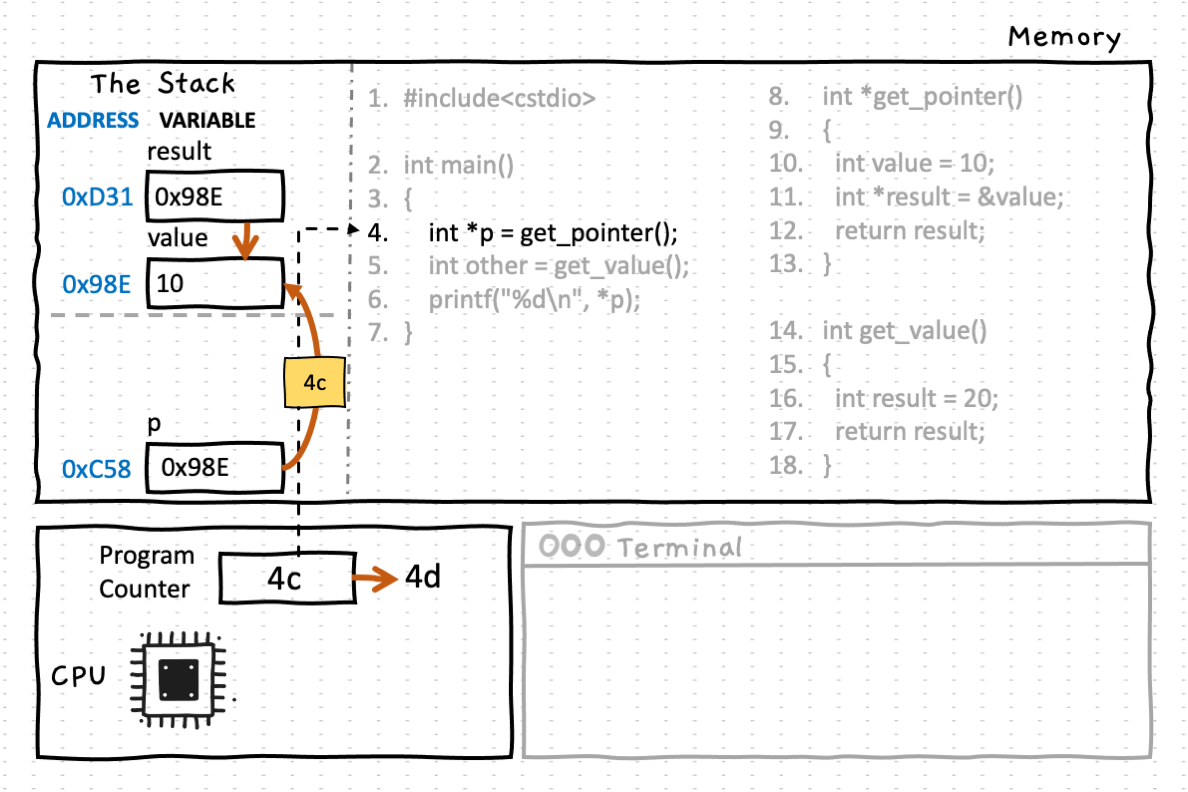 Memory
The Stack
ADDRESS VARIABLE
result
0xD31 0x98E
value
0x98E 10
4c
p
0xC58 0x98E
1. #include<cstdio>
2. int main()
3. {
4. int *p = get_pointer();
5. int other = get_value();
6. printf("%d\n", *p);
7. }
8. int *get_pointer()
9. {
10. int value = 10;
11. int *result = &value;
12. return result;
13. }
14. int get_value()
15. {
16. int result = 20;
17. return result;
18. }
Program
Counter
4c 4d
CPU
Terminal